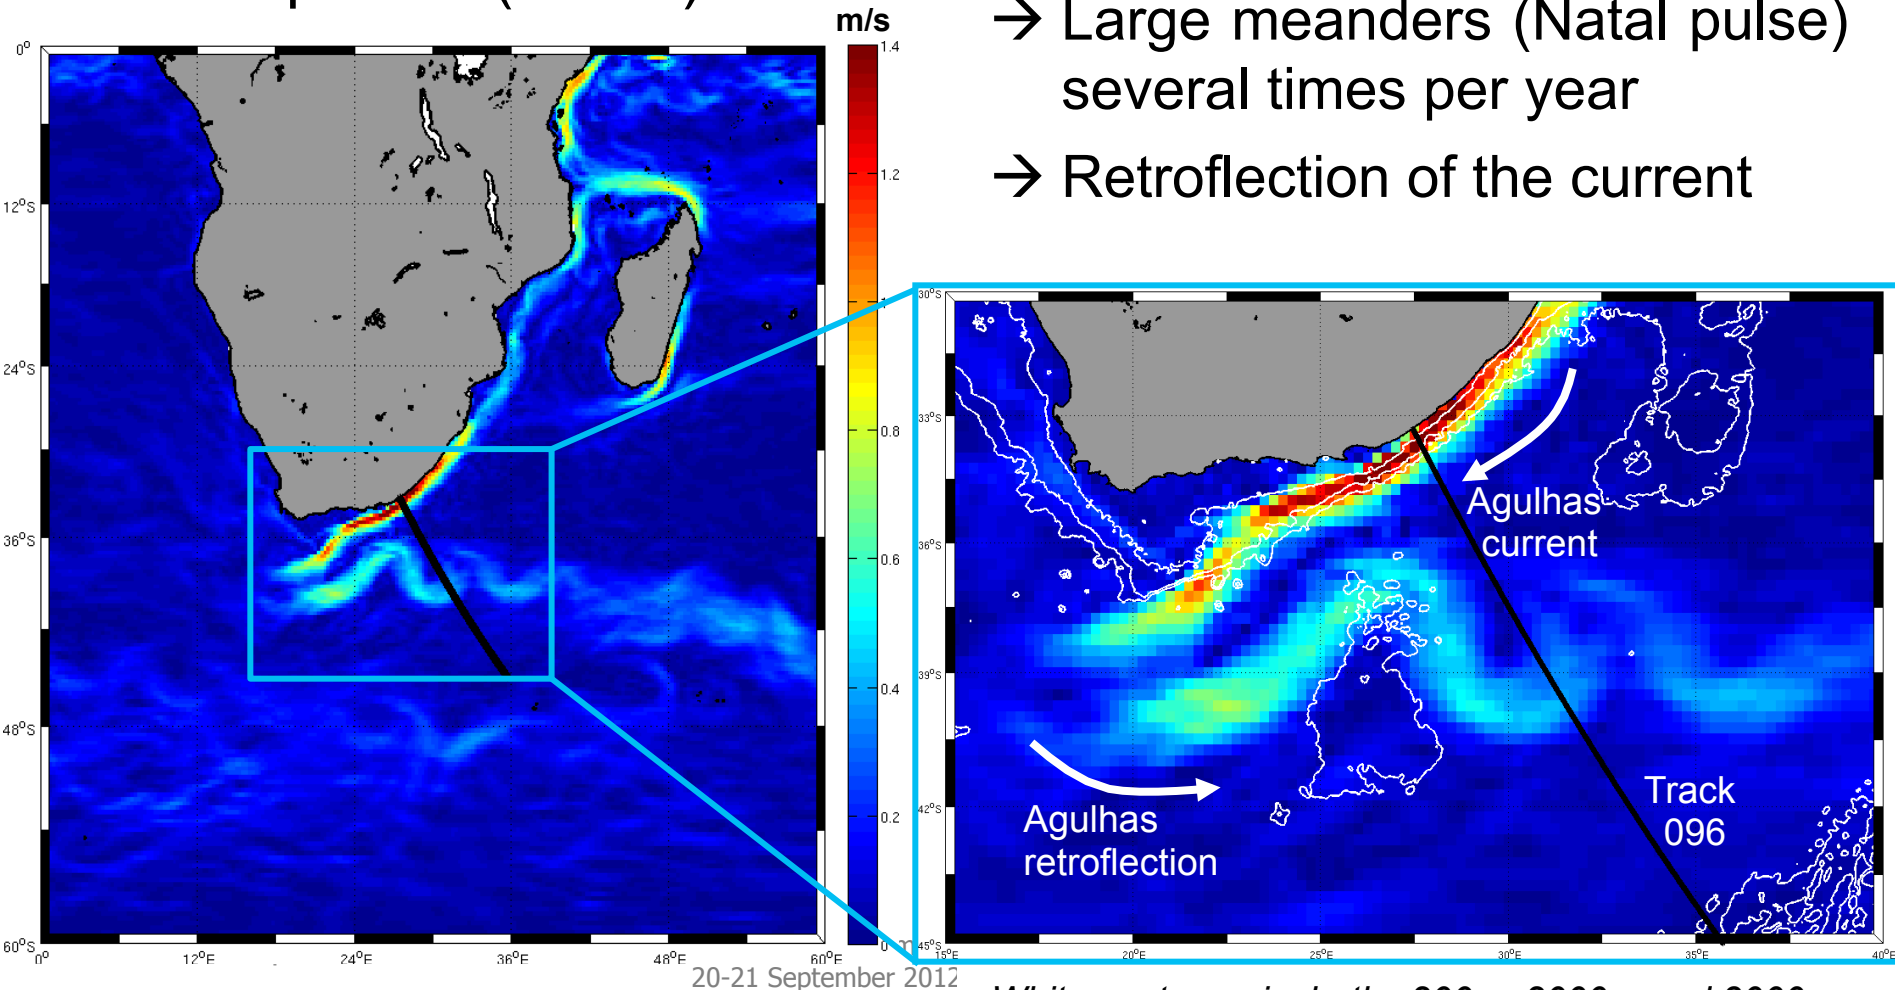 m/s
→ Large meanders (Natal pulse)
several times per year
→ Retroflection of the current
0°
12°S
24°S
36°S
48°S
60°S
0°
12°E
24°E
36°E
48°E
60°E
1.4
1.2
0.8
0.6
0.4
0.2
0
30°S
33°S
36°S
39°S
42°S
45°S
15°E
20°E
25°E
30°E
35°E
40°E
Agulhas
current
Agulhas
retroflection
Track
096
20-21 September 2012